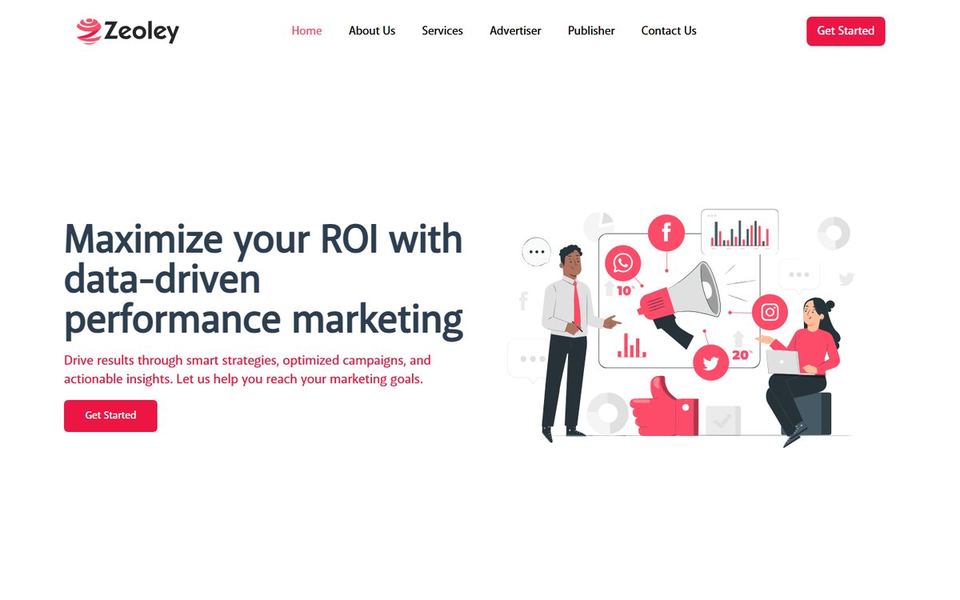 Zeoley
Home About Us Services Advertiser Publisher Contact Us Get Started
Maximize your ROI with
data-driven
performance marketing
Drive results through smart strategies, optimized campaigns, and
actionable insights. Let us help you reach your marketing goals.
Get Started
10%
20%